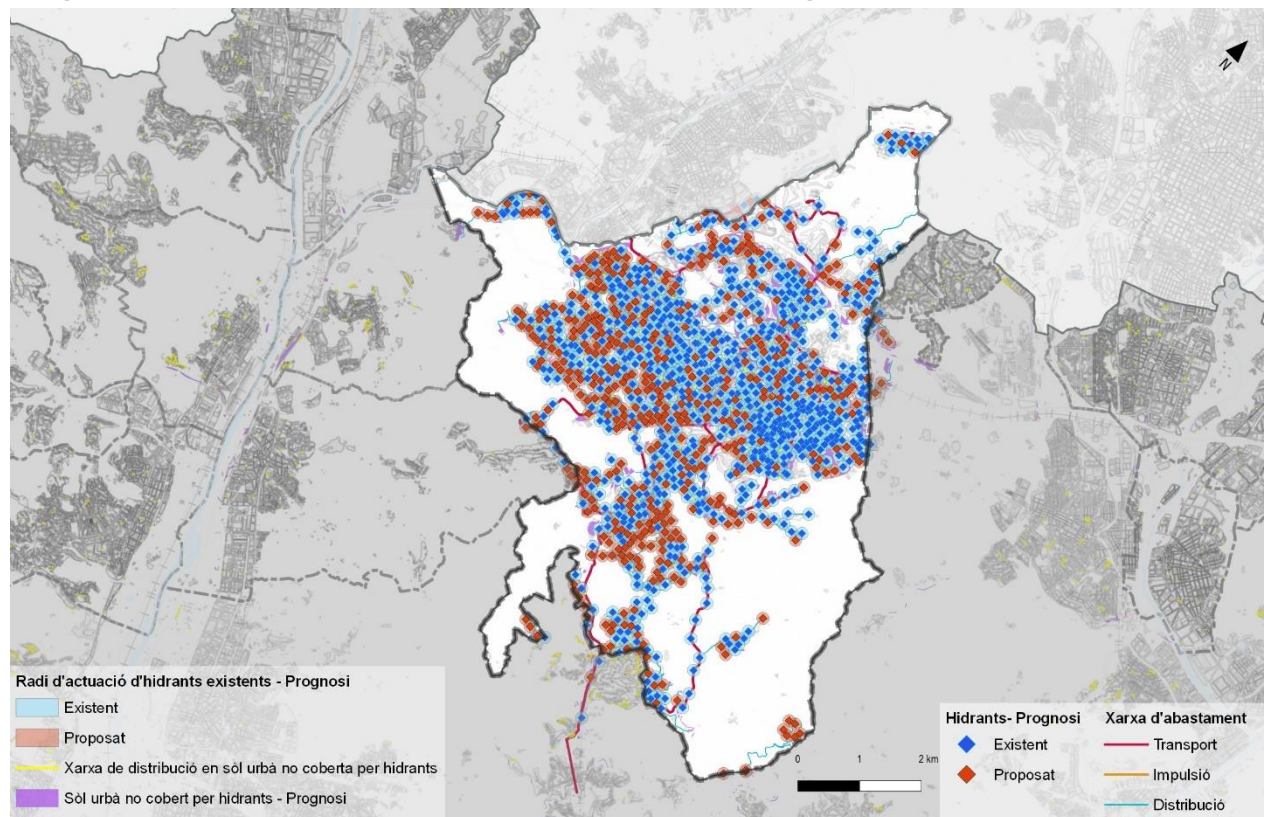 N
Radi d'actuació d'hidrants existents - Prognosi
Existent
Proposat
Xarxa de distribució en sòl urbà no coberta per hidrants
Sòl urbà no cobert per hidrants - Prognosi
0 1 2 km
Hidrants- Prognosi
Existent
Proposat
Xarxa d'abastament
Transport
Impulsió
Distribució